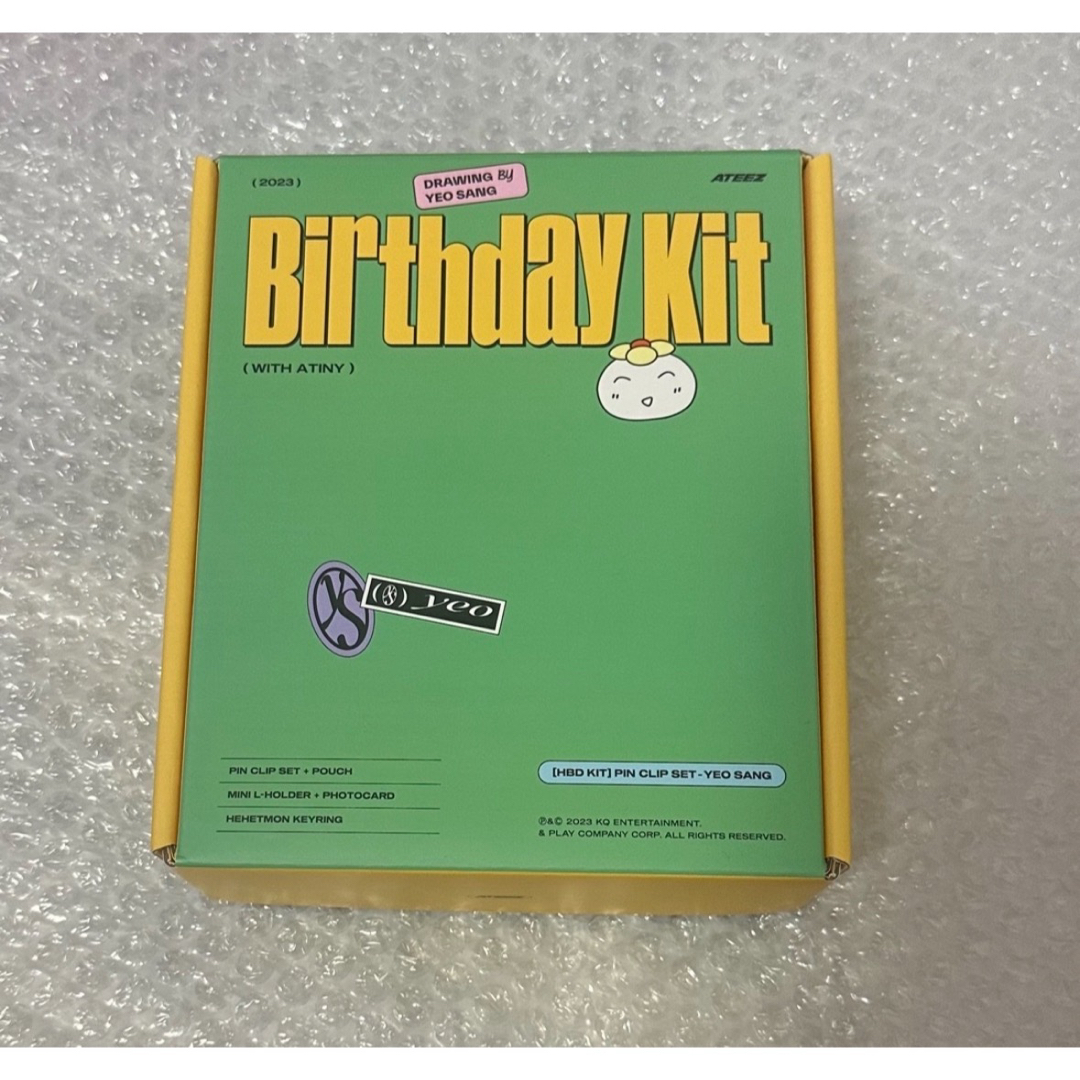 (2023)
DRAWING By
YEO SANG
ATEEZ
Birthday Kit
(WITH ATINY)
YS
(YS) yeo
PIN CLIP SET + POUCH
MINI L-HOLDER + PHOTOCARD
HEHETMON KEYRING
[HBD KIT] PIN CLIP SET - YEO SANG
℗&© 2023 KQ ENTERTAINMENT.
& PLAY COMPANY CORP. ALL RIGHTS RESERVED.